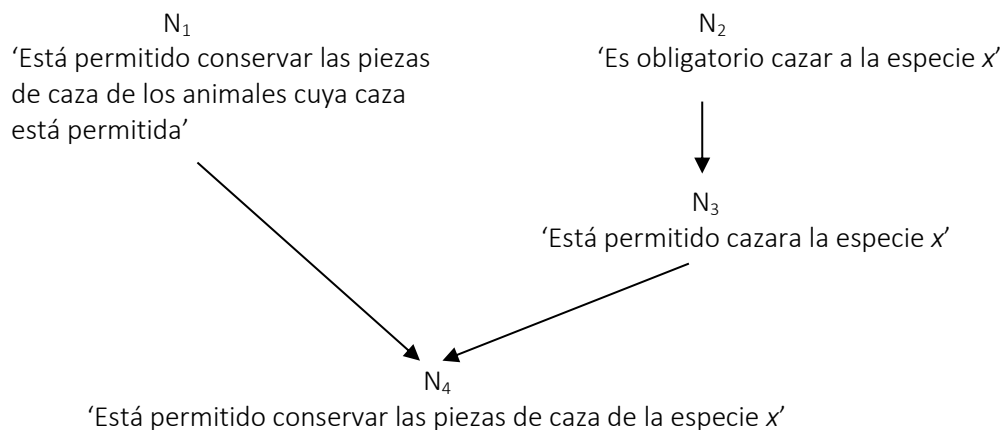 N₁
‘Está permitido conservar las piezas
de caza de los animales cuya caza
está permitida’
N₂
‘Es obligatorio cazar a la especie x’
N₃
‘Está permitido cazara la especie x’
N₄
‘Está permitido conservar las piezas de caza de la especie x’